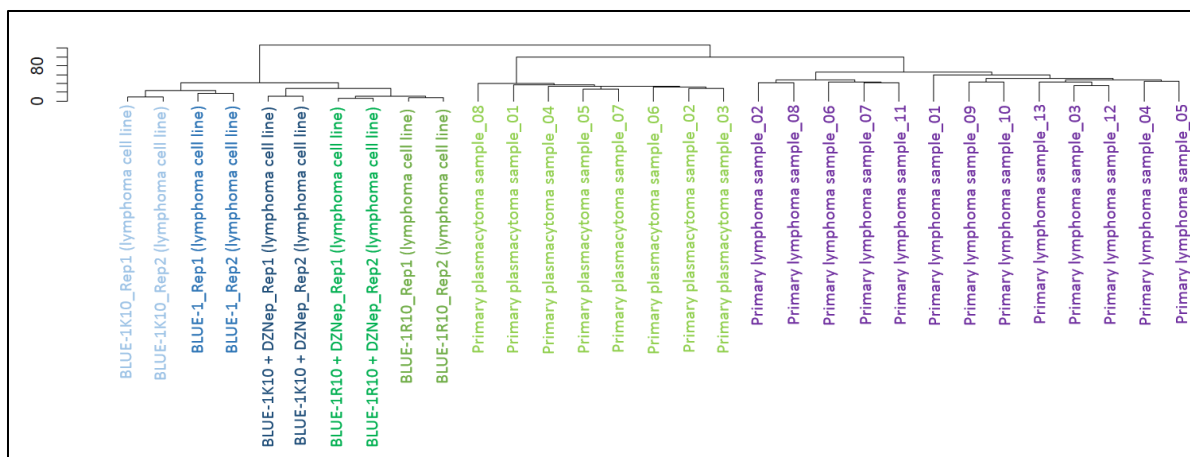 80
0
BLUE-1K10_Rep1 (lymphoma cell line)
BLUE-1K10_Rep2 (lymphoma cell line)
BLUE-1_Rep1 (lymphoma cell line)
BLUE-1_Rep2 (lymphoma cell line)
BLUE-1K10 + DZNep_Rep1 (lymphoma cell line)
BLUE-1K10 + DZNep_Rep2 (lymphoma cell line)
BLUE-1R10 + DZNep_Rep1 (lymphoma cell line)
BLUE-1R10 + DZNep_Rep2 (lymphoma cell line)
BLUE-1R10_Rep1 (lymphoma cell line)
BLUE-1R10_Rep2 (lymphoma cell line)
Primary plasmacytoma sample_08
Primary plasmacytoma sample_01
Primary plasmacytoma sample_04
Primary plasmacytoma sample_05
Primary plasmacytoma sample_07
Primary plasmacytoma sample_06
Primary plasmacytoma sample_02
Primary plasmacytoma sample_03
Primary lymphoma sample_02
Primary lymphoma sample_08
Primary lymphoma sample_06
Primary lymphoma sample_07
Primary lymphoma sample_11
Primary lymphoma sample_01
Primary lymphoma sample_09
Primary lymphoma sample_10
Primary lymphoma sample_13
Primary lymphoma sample_03
Primary lymphoma sample_12
Primary lymphoma sample_04
Primary lymphoma sample_05